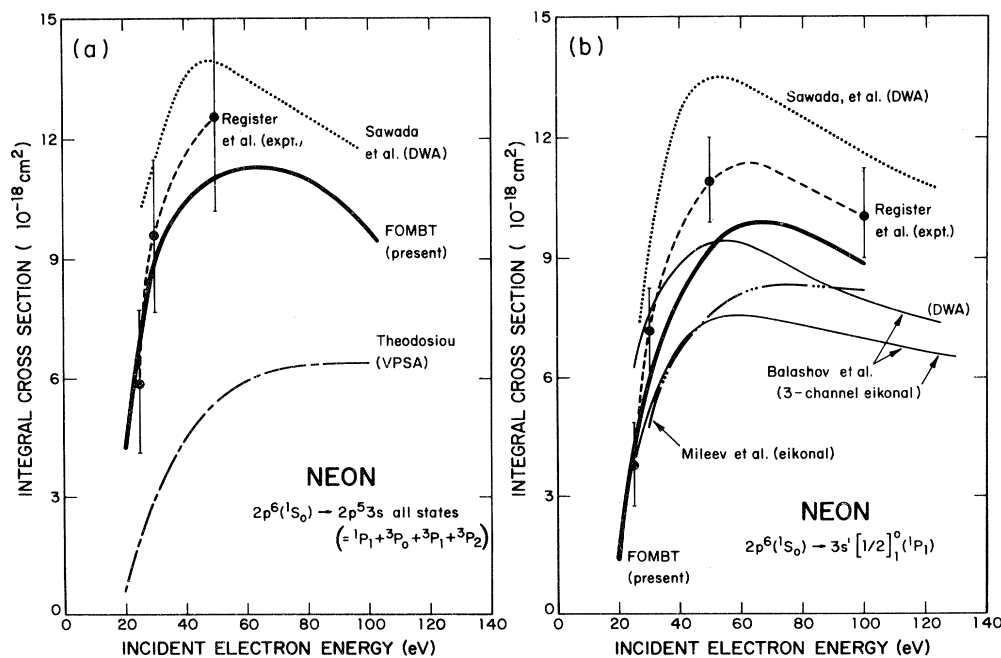 (a)
15
12
9
6
3
0
INTEGRAL CROSS SECTION ( 10⁻¹⁸cm²)
0 20 40 60 80 100 120 140
INCIDENT ELECTRON ENERGY (eV)
Register
et al. (expt.,)
Sawada
et al. (DWA)
FOMBT
(present)
Theodosiou
(VPSA)
NEON
2p⁶(¹S₀) → 2p⁵3s all states
(= ¹P₁ + ³P₀ + ³P₁ + ³P₂)
(b)
15
12
9
6
3
0
INTEGRAL CROSS SECTION ( 10⁻¹⁸cm²)
0 20 40 60 80 100 120 140
INCIDENT ELECTRON ENERGY (eV)
Sawada, et al. (DWA)
Register
et al. (expt.)
(DWA)
Balashov et al.
(3-channel eikonal)
Mileev et al. (eikonal)
FOMBT
(present)
NEON
2p⁶(¹S₀) → 3s' [1/2]₁⁰(¹P₁)